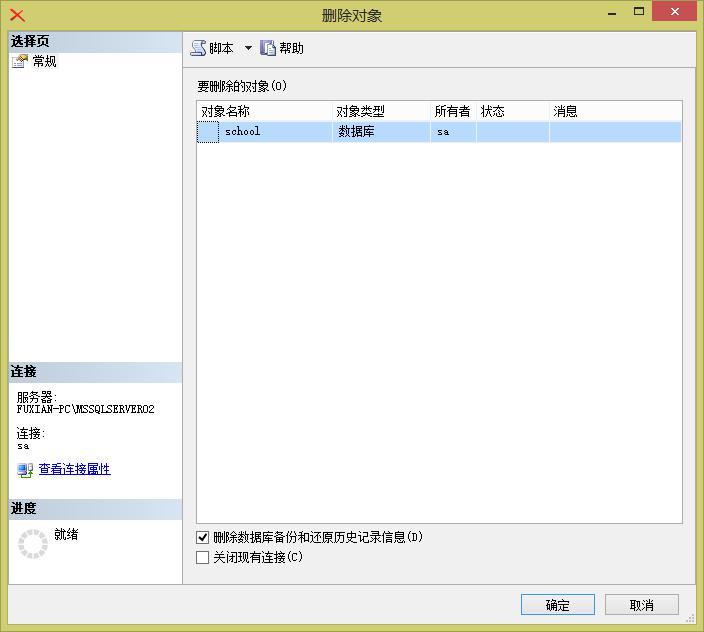 删除对象
选择页
常规
脚本
帮助
要删除的对象(O)
对象名称 对象类型 所有者 状态 消息
school 数据库 sa
连接
服务器:
FUXIAN-PC\MSSQLSERVER02
连接:
sa
查看连接属性
进度
就绪
删除数据库备份和还原历史记录信息(D)
关闭现有连接(C)
确定
取消